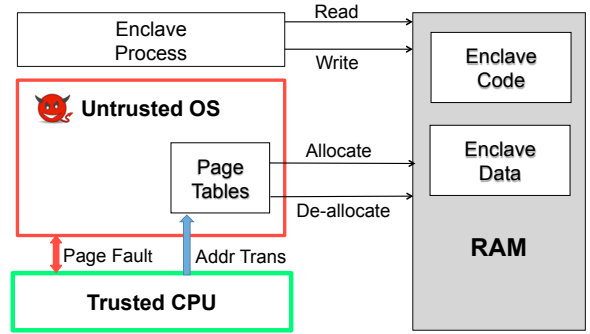 Read
Enclave
Process
Write
Enclave
Code
Untrusted OS
Page
Tables
Allocate
De-allocate
Enclave
Data
RAM
Page Fault
Addr Trans
Trusted CPU